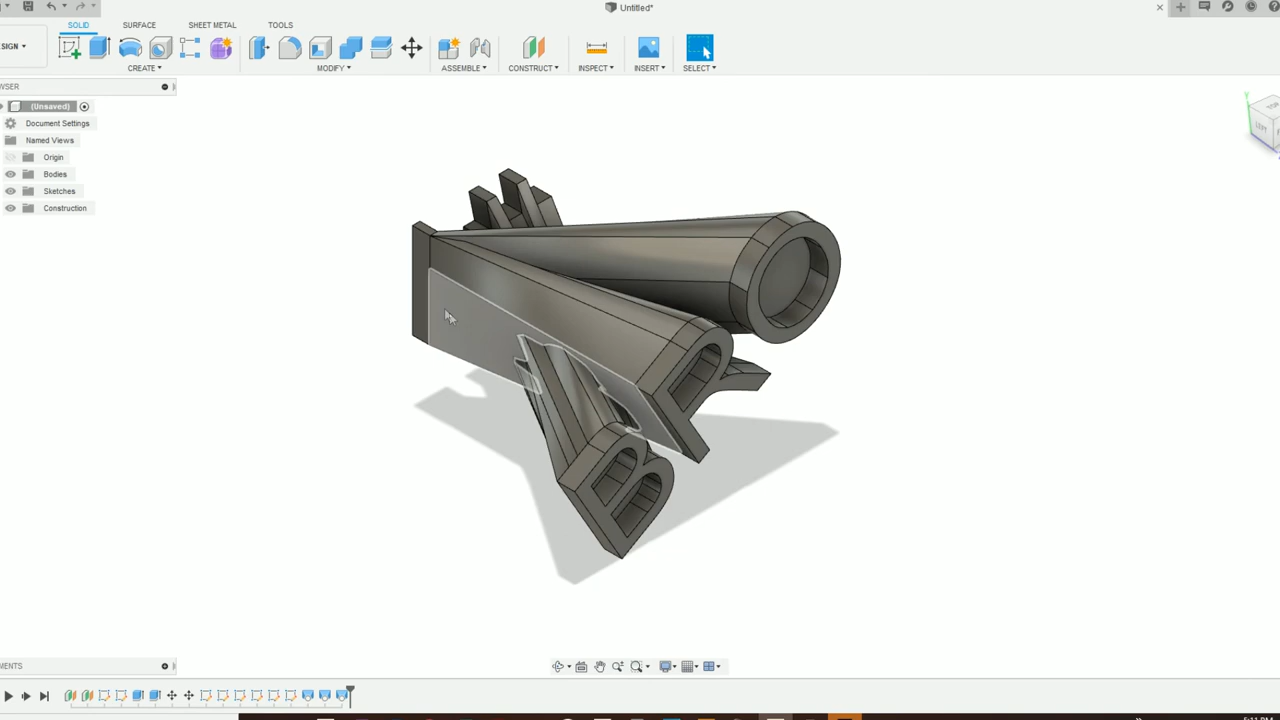 Untitled*
SOLID SURFACE SHEET METAL TOOLS
SIGN
CREATE MODIFY ASSEMBLE CONSTRUCT INSPECT INSERT SELECT
WSER
(Unsaved)
Document Settings
Named Views
Origin
Bodies
Sketches
Construction
LEFT
O
R
B
MENTS